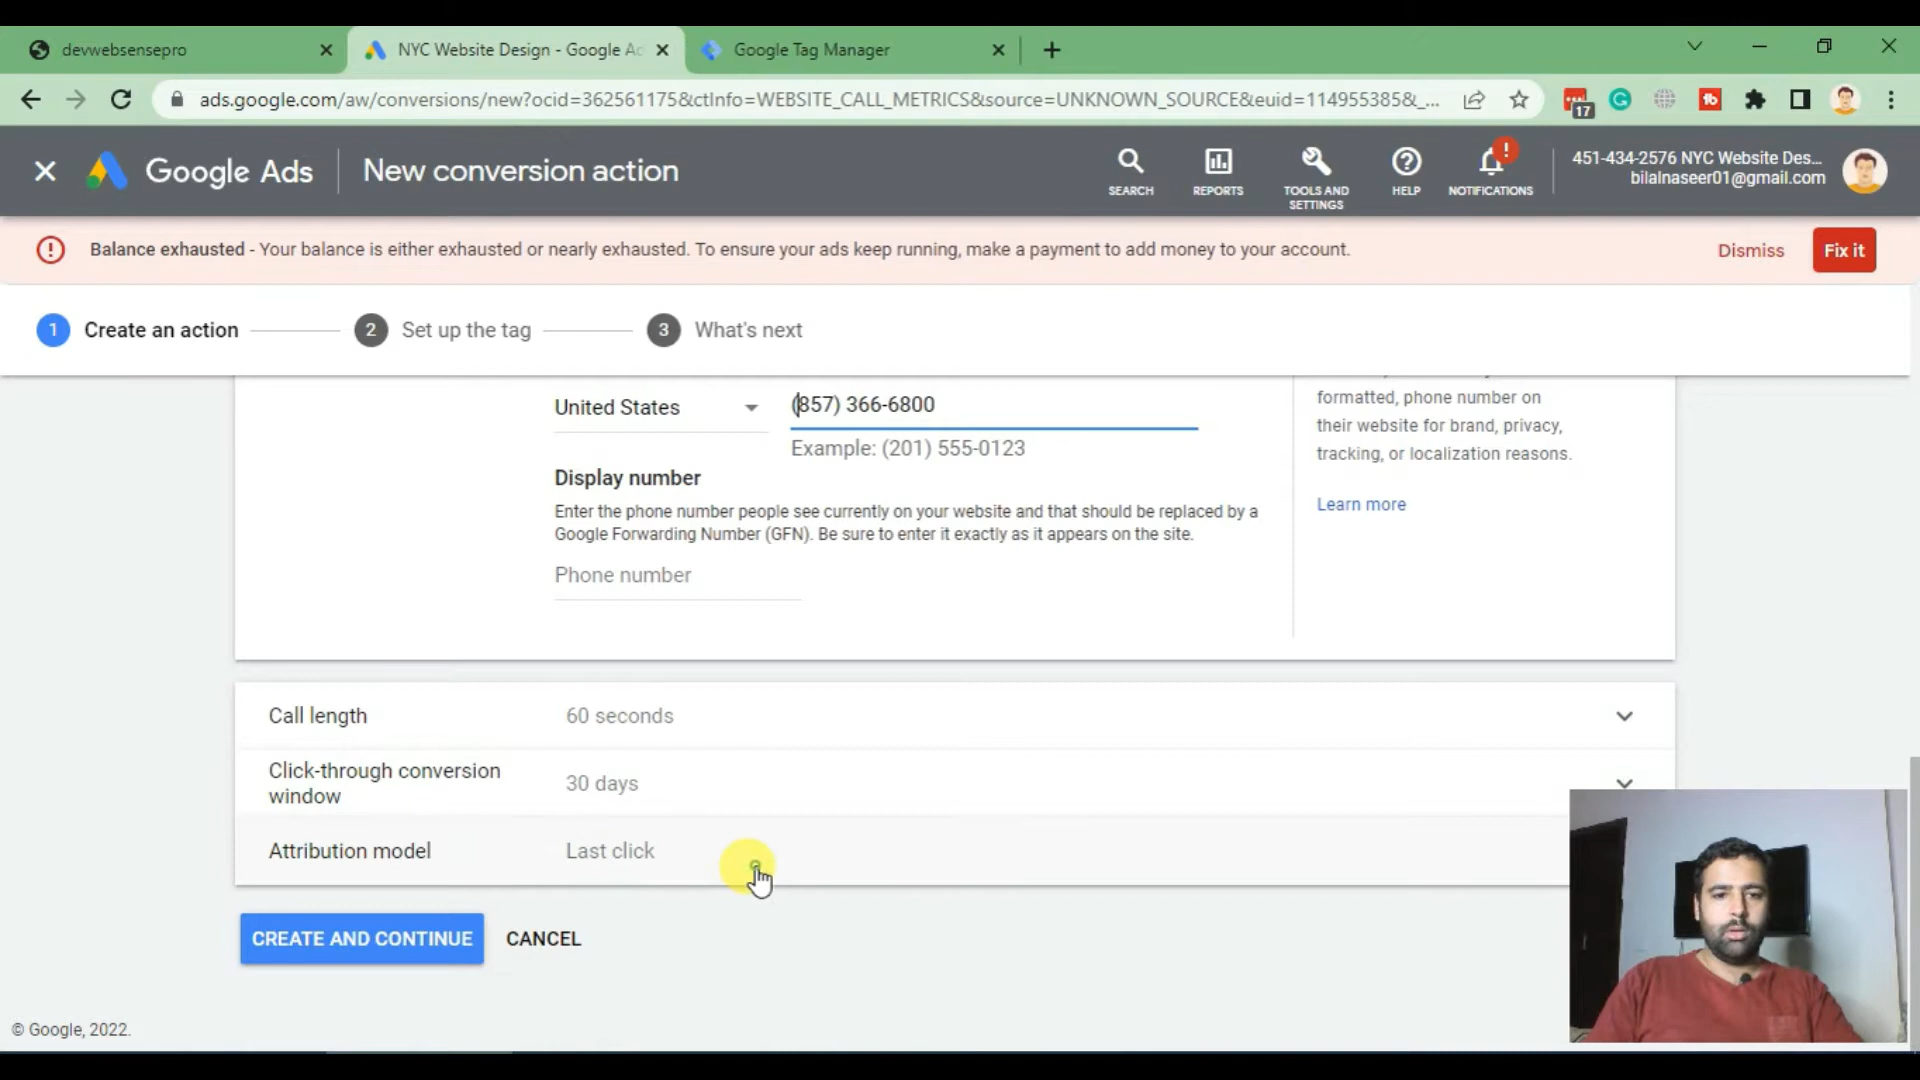 devwebsensepro
NYC Website Design - Google Ad
Google Tag Manager
ads.google.com/aw/conversions/new?ocid=362561175&ctInfo=WEBSITE_CALL_METRICS&source=UNKNOWN_SOURCE&euid=114955385&_...
17
Google Ads
New conversion action
SEARCH
REPORTS
TOOLS AND
SETTINGS
HELP
NOTIFICATIONS
451-434-2576 NYC Website Des...
bilalnaseer01@gmail.com
Balance exhausted - Your balance is either exhausted or nearly exhausted. To ensure your ads keep running, make a payment to add money to your account.
Dismiss
Fix it
1 Create an action
2 Set up the tag
3 What's next
United States
(857) 366-6800
Example: (201) 555-0123
Display number
Enter the phone number people see currently on your website and that should be replaced by a
Google Forwarding Number (GFN). Be sure to enter it exactly as it appears on the site.
Phone number
formatted, phone number on
their website for brand, privacy,
tracking, or localization reasons.
Learn more
Call length
60 seconds
Click-through conversion
window
30 days
Attribution model
Last click
CREATE AND CONTINUE
CANCEL
© Google, 2022.